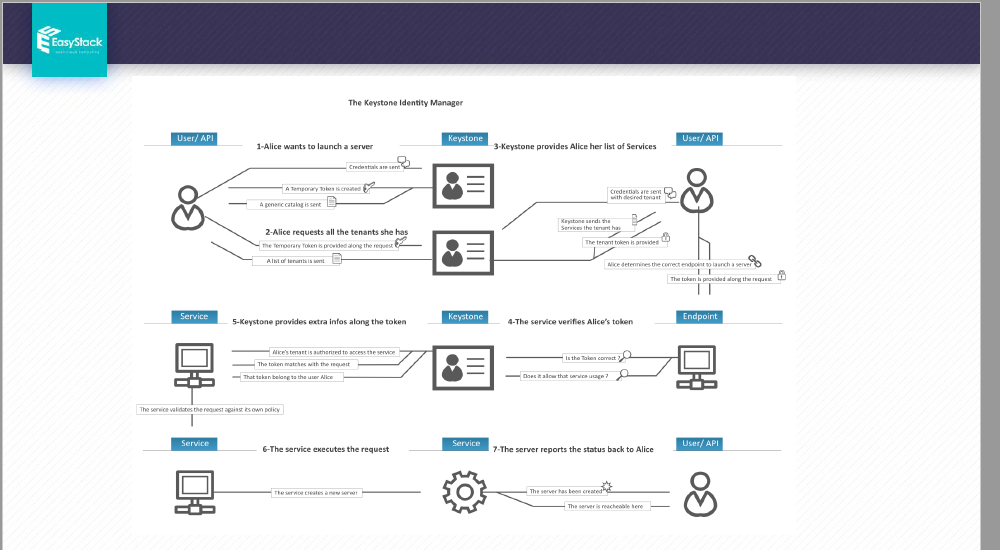 EasyStack
The Keystone Identity Manager
User/ API
Keystone
User/ API
1-Alice wants to launch a server
3-Keystone provides Alice her list of Services
Credentials are sent
A Temporary Token is created
A generic catalog is sent
Credentials are sent
with desired tenant
Keystone sends the
Services the tenant has
2-Alice requests all the tenants she has
The Temporary Token is provided along the request
The tenant token is provided
A list of tenants is sent
Alice determines the correct endpoint to launch a server
The token is provided along the request
Service
Keystone
Endpoint
5-Keystone provides extra infos along the token
4-The service verifies Alice's token
Alice's tenant is authorized to access the service
The token matches with the request
That token belong to the user Alice
Is the Token correct ?
Does it allow that service usage ?
The service validates the request against its own policy
Service
Service
User/ API
6-The service executes the request
7-The server reports the status back to Alice
The service creates a new server
The server has been created
The server is reacheable here